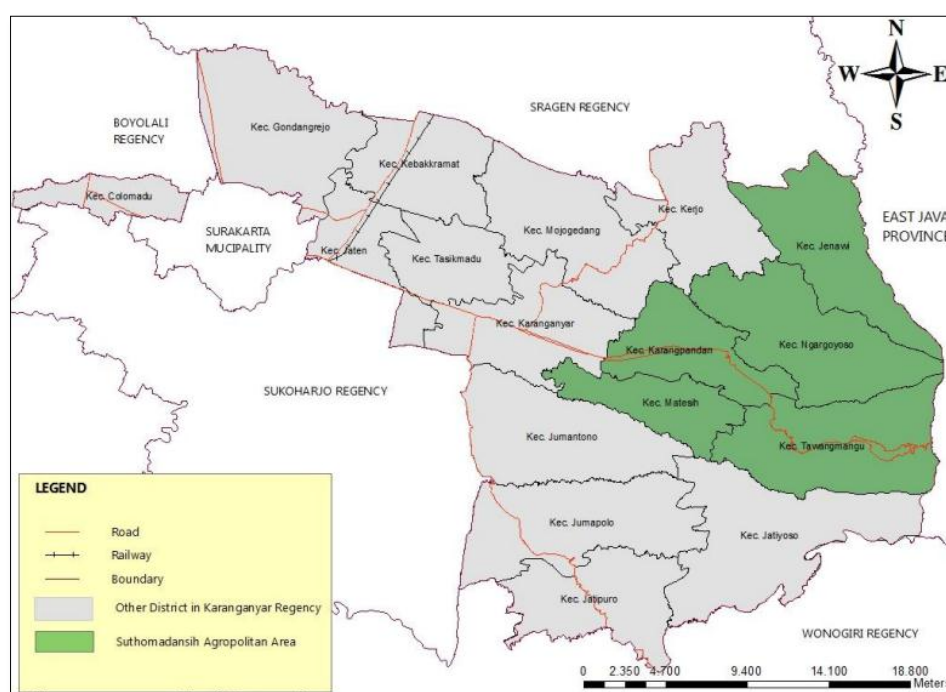 N
W E
S
SRAGEN REGENCY
BOYOLALI
REGENCY
Kec. Gondangrejo
Kec. Kebakkramat
Kec. Colomadu
Kec. Kerjo
SURAKARTA
MUCIPALITY
EAST JAVA
PROVINCE
Kec. Mojogedang
Kec. Jenawi
Kec. Jaten
Kec. Tasikmadu
Kec. Karanganyar
Kec. Ngargoyoso
Kec. Karangpandan
SUKOHARJO REGENCY
Kec. Matesih
Kec. Jumantono
Kec. Tawangmangu
Kec. Jumapolo
Kec. Jatiyoso
Kec. Jatipuro
WONOGIRI REGENCY
LEGEND
Road
Railway
Boundary
Other District in Karanganyar Regency
Suthomadansih Agropolitan Area
0 2.350 4.700 9.400 14.100 18.800
Meters